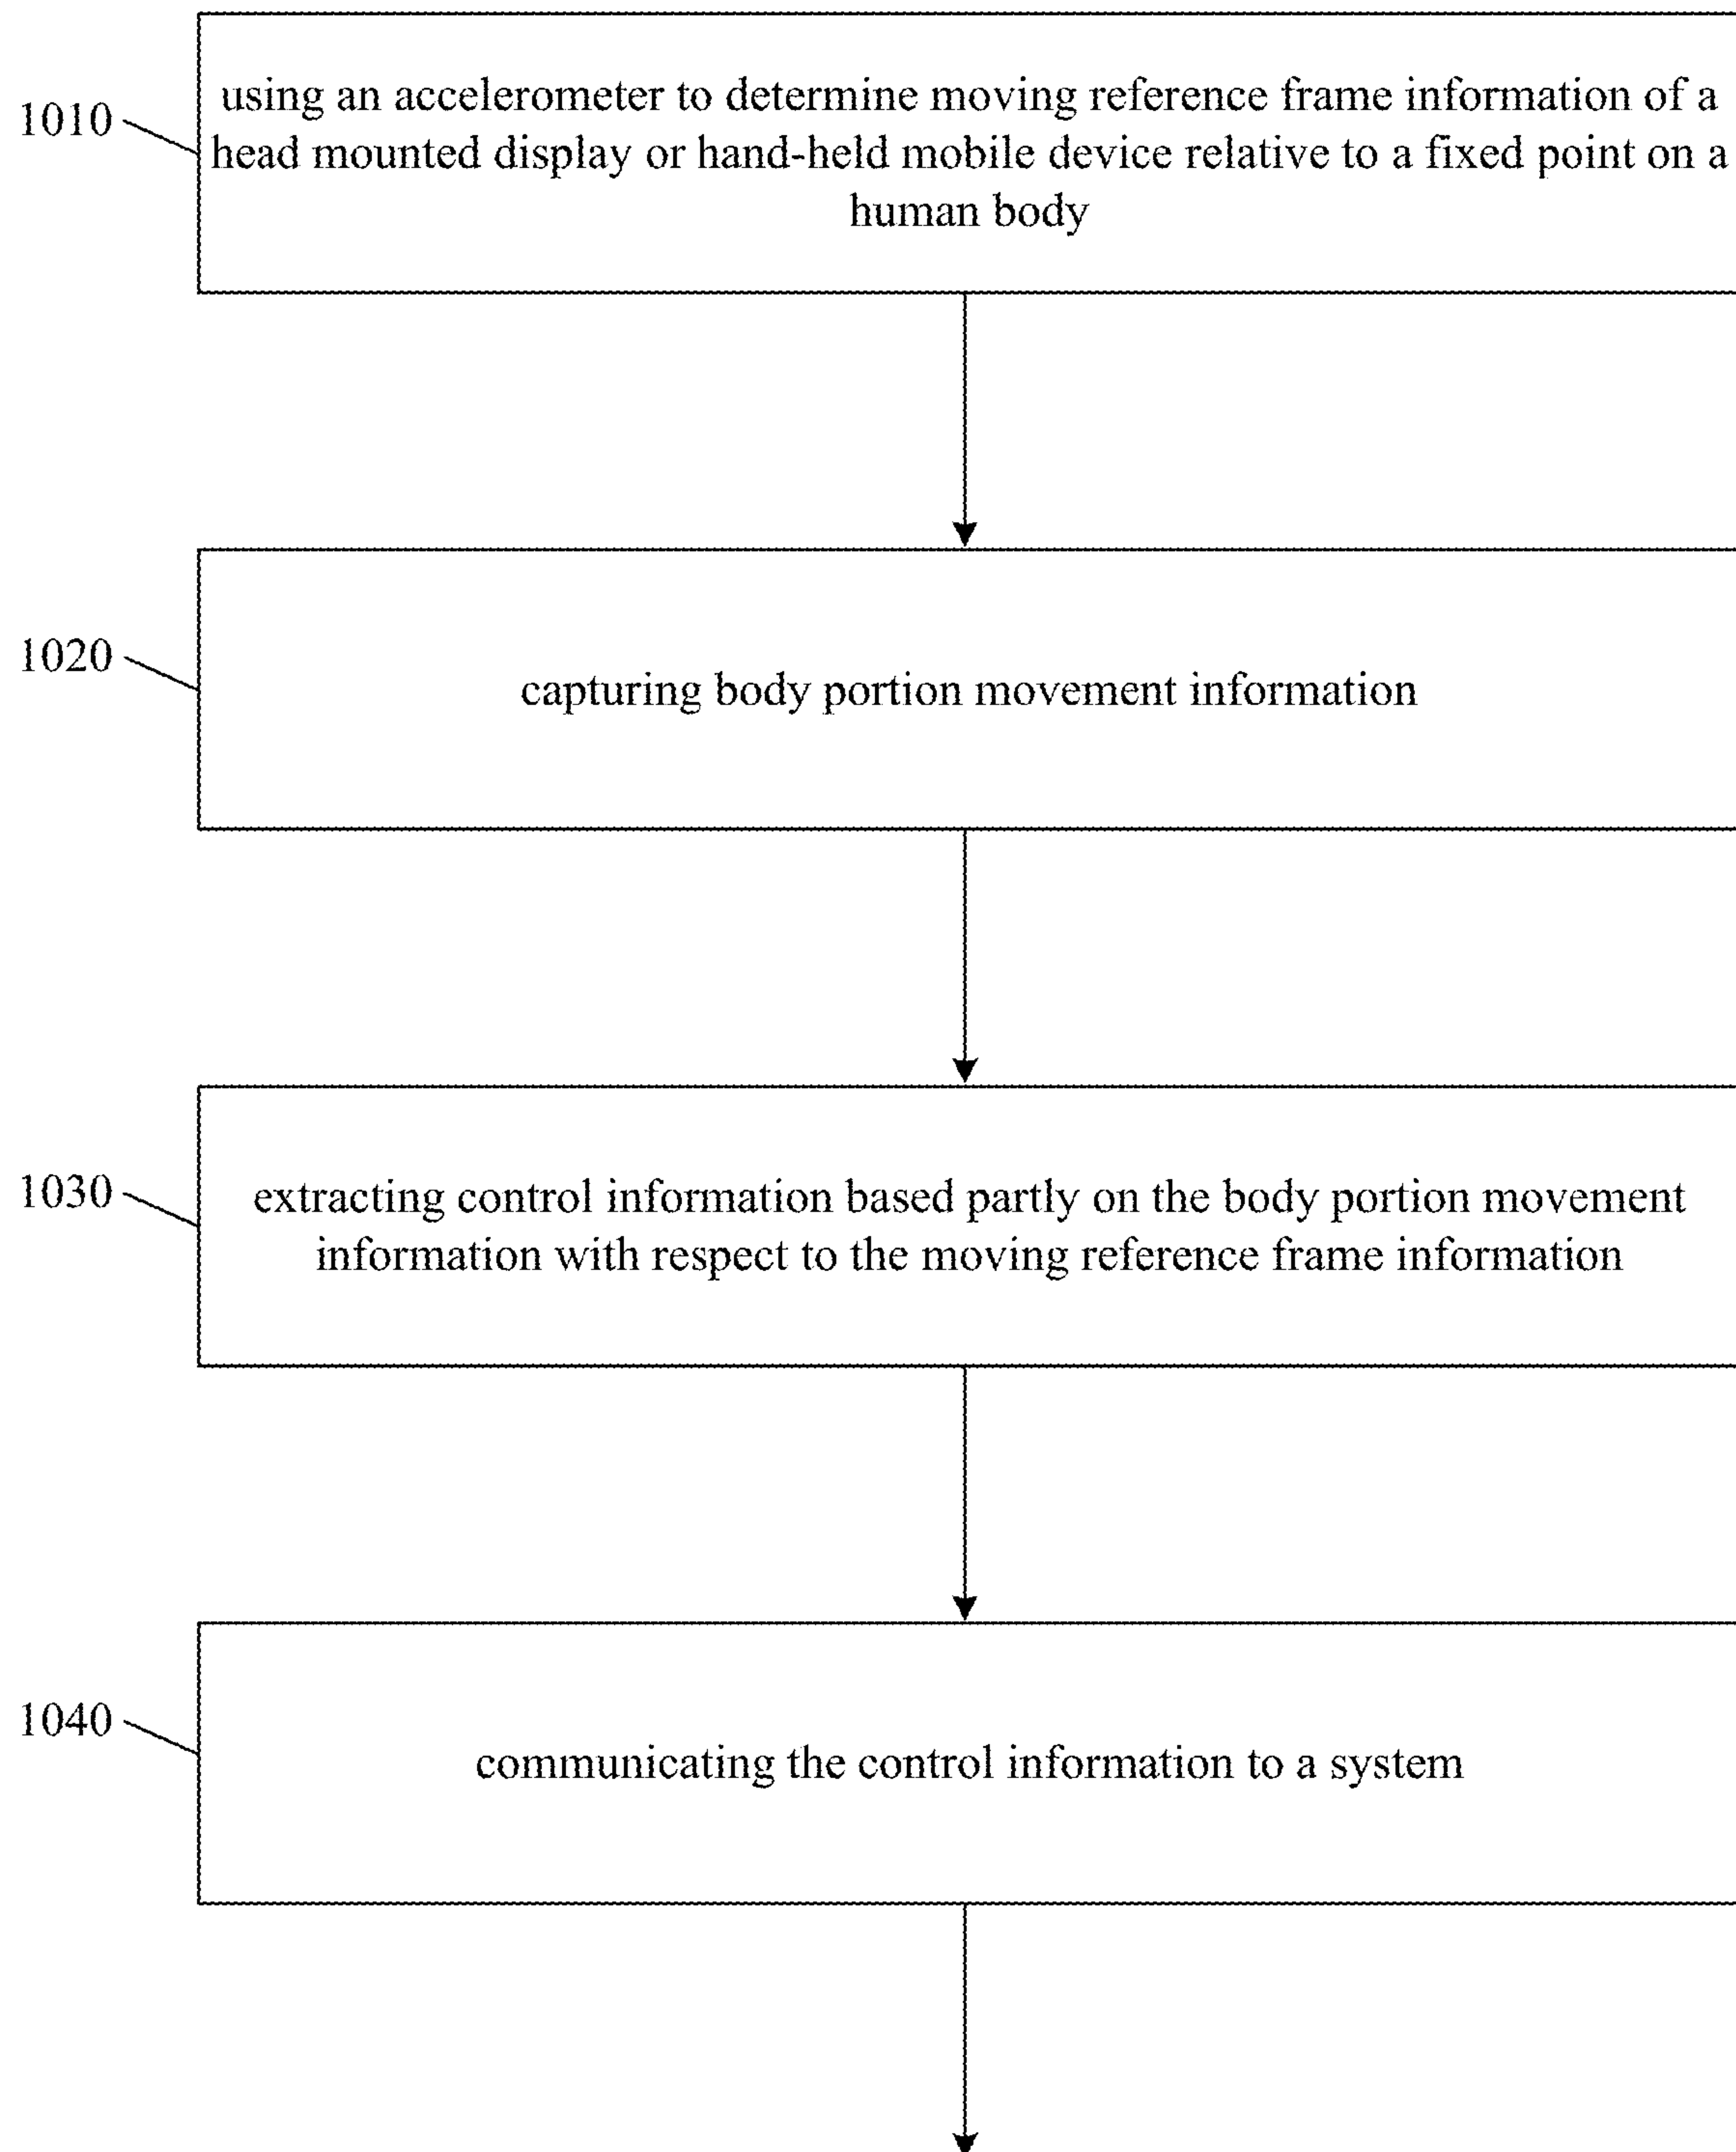 1010
using an accelerometer to determine moving reference frame information of a
head mounted display or hand-held mobile device relative to a fixed point on a
human body
1020
capturing body portion movement information
1030
extracting control information based partly on the body portion movement
information with respect to the moving reference frame information
1040
communicating the control information to a system